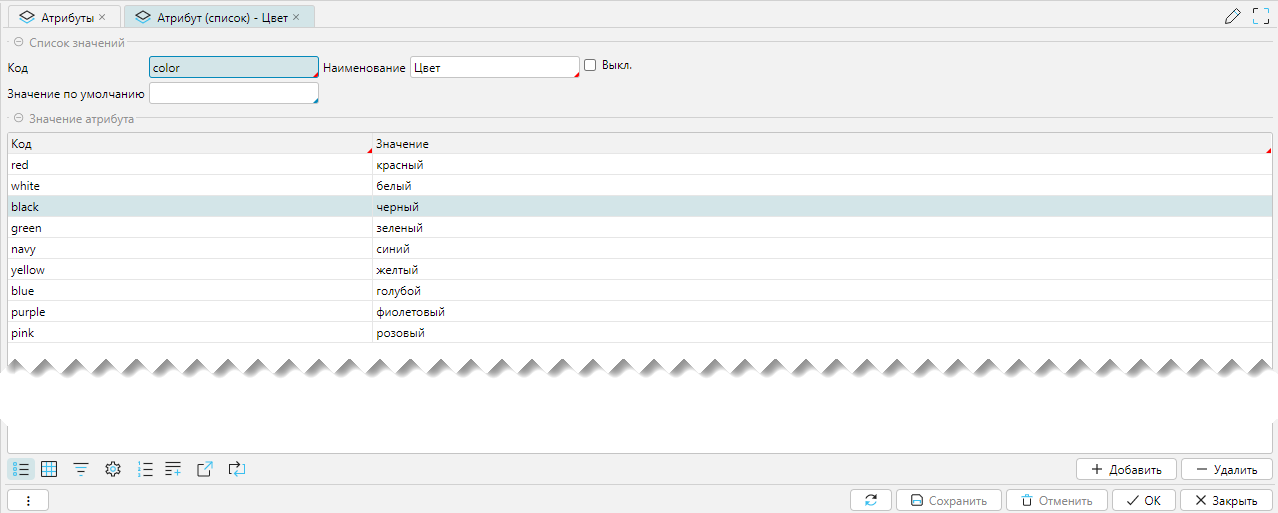 Атрибуты × Атрибут (список) - Цвет ×
Список значений
Код color Наименование Цвет Выкл.
Значение по умолчанию
Значение атрибута
Код Значение
red красный
white белый
black черный
green зеленый
navy синий
yellow желтый
blue голубой
purple фиолетовый
pink розовый
Добавить Удалить
Сохранить Отменить OK Закрыть